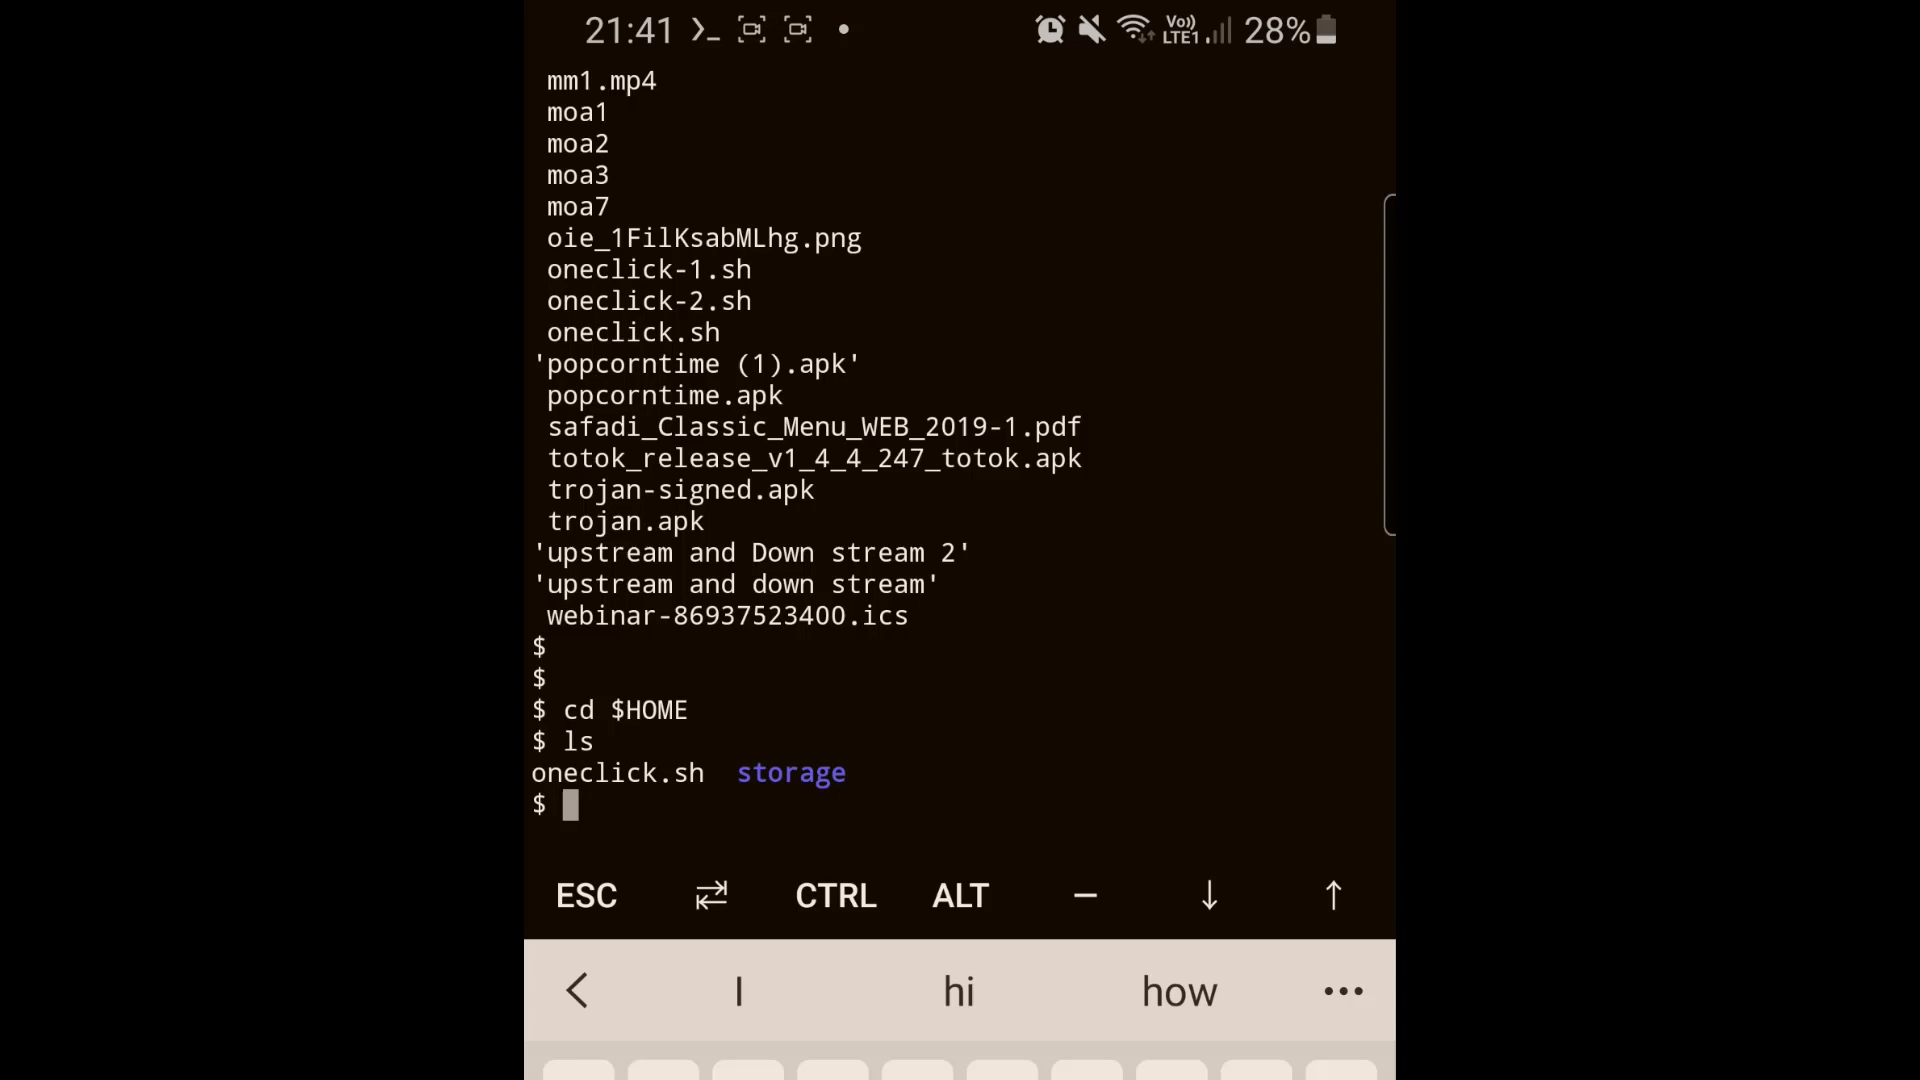 21:41 Vo)) LTE1 28%
mm1.mp4
moa1
moa2
moa3
moa7
oie_1FilKsabMLhg.png
oneclick-1.sh
oneclick-2.sh
oneclick.sh
'popcorntime (1).apk'
popcorntime.apk
safadi_Classic_Menu_WEB_2019-1.pdf
totok_release_v1_4_4_247_totok.apk
trojan-signed.apk
trojan.apk
'upstream and Down stream 2'
'upstream and down stream'
webinar-86937523400.ics
$
$
$ cd $HOME
$ ls
oneclick.sh storage
$
ESC ⇄ CTRL ALT — ↓ ↑
I hi how •••